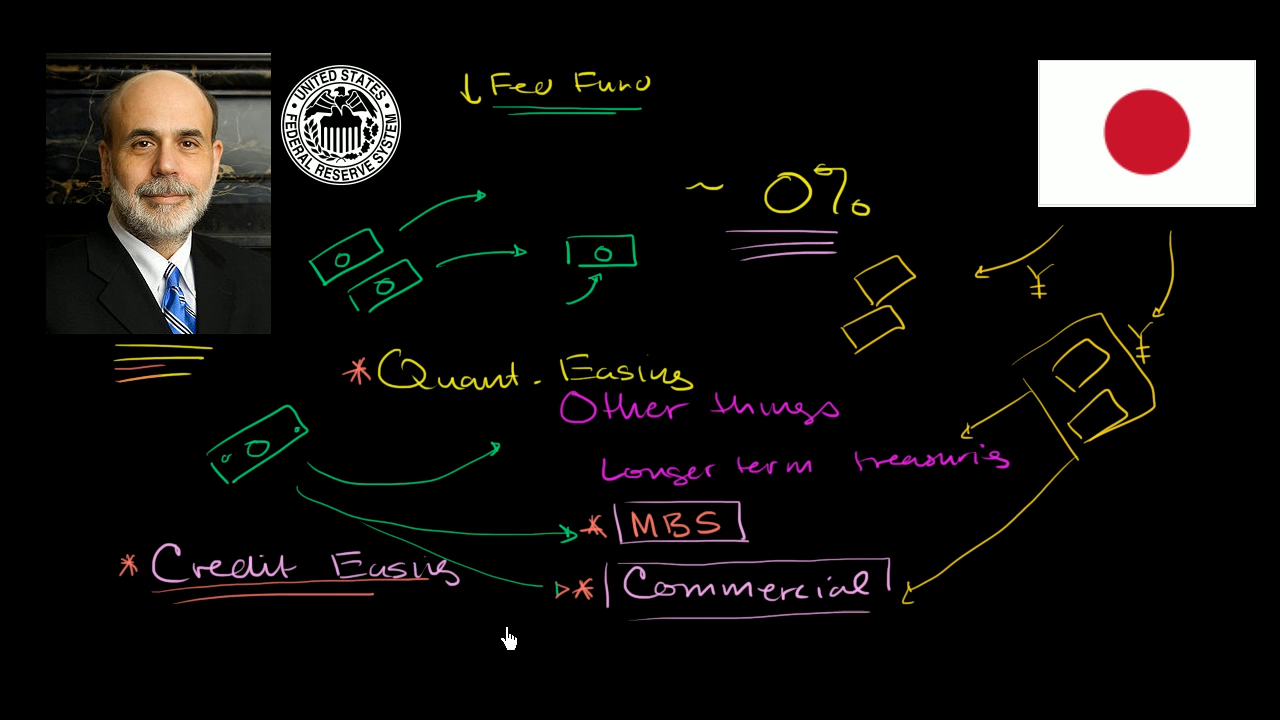 UNITED STATES
FEDERAL RESERVE SYSTEM
↓ Fed Fund
~ 0%
¥
¥
* Quant. Easing
Other things
Longer term treasuries
* MBS
* Credit Easing
* Commercial